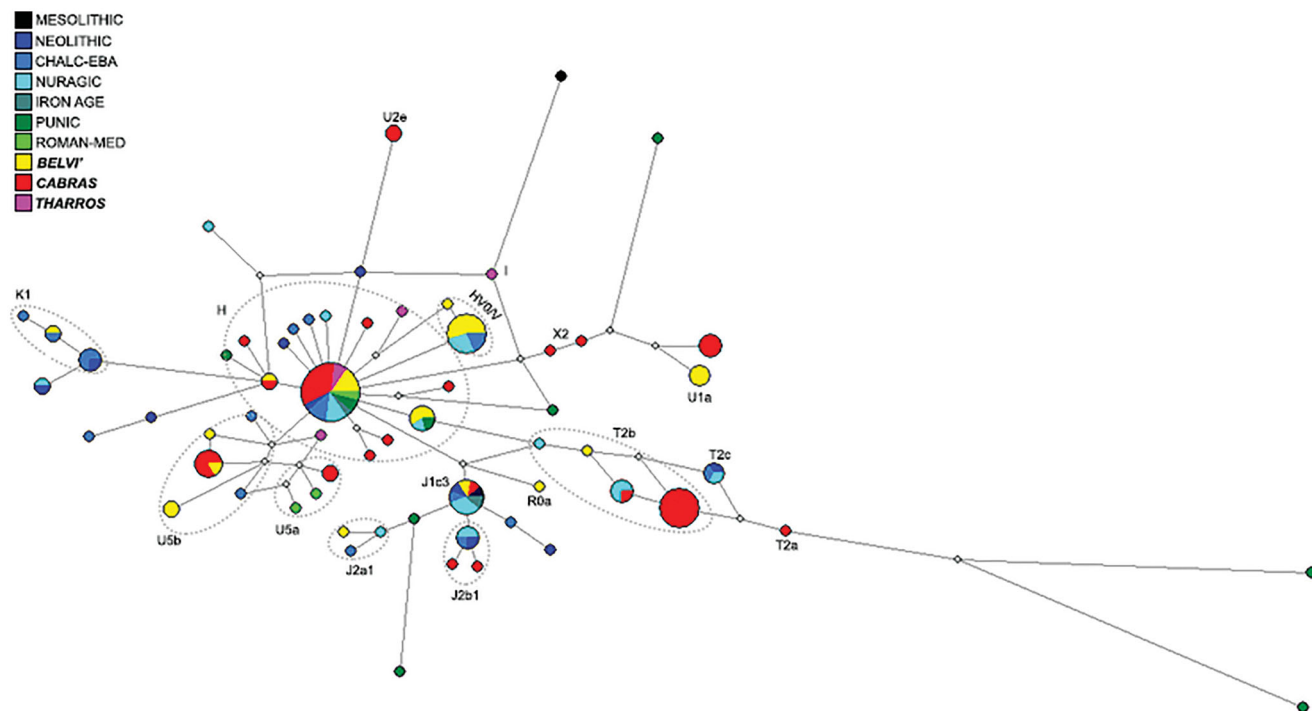 MESOLITHIC
NEOLITHIC
CHALC-EBA
NURAGIC
IRON AGE
PUNIC
ROMAN-MED
BELVI'
CABRAS
THARROS
U2e
I
K1
H
HV0/V
X2
U1a
T2b
T2c
J1c3
R0a
U5b
U5a
T2a
J2a1
J2b1